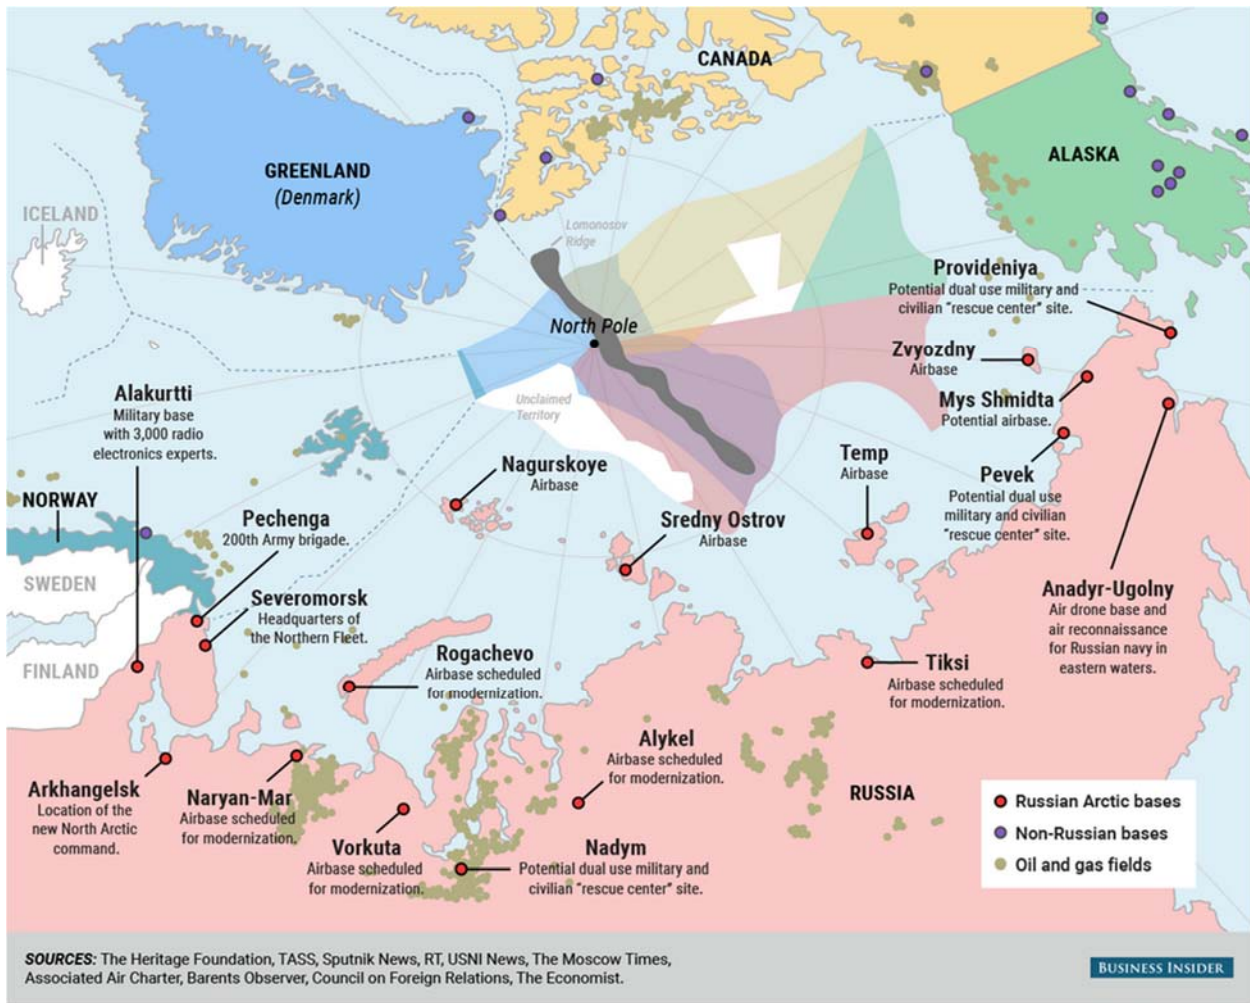 CANADA
GREENLAND
(Denmark)
ALASKA
ICELAND
Lomonosov
Ridge
North Pole
Provideniya
Potential dual use military and
civilian "rescue center" site.
Zvyozdny
Airbase
Mys Shmidta
Potential airbase.
Alakurtti
Military base
with 3,000 radio
electronics experts.
Unclaimed
Territory
Nagurskoye
Airbase
Temp
Airbase
Pevek
Potential dual use
military and civilian
"rescue center" site.
NORWAY
Pechenga
200th Army brigade.
Sredny Ostrov
Airbase
SWEDEN
Severomorsk
Headquarters of
the Northern Fleet.
Anadyr-Ugolny
Air drone base and
air reconnaissance
for Russian navy in
eastern waters.
FINLAND
Rogachevo
Airbase scheduled
for modernization.
Tiksi
Airbase scheduled
for modernization.
Alykel
Airbase scheduled
for modernization.
Arkhangelsk
Location of the
new North Arctic
command.
Naryan-Mar
Airbase scheduled
for modernization.
Vorkuta
Airbase scheduled
for modernization.
Nadym
Potential dual use military and
civilian "rescue center" site.
RUSSIA
Russian Arctic bases
Non-Russian bases
Oil and gas fields
SOURCES: The Heritage Foundation, TASS, Sputnik News, RT, USNI News, The Moscow Times,
Associated Air Charter, Barents Observer, Council on Foreign Relations, The Economist.
BUSINESS INSIDER